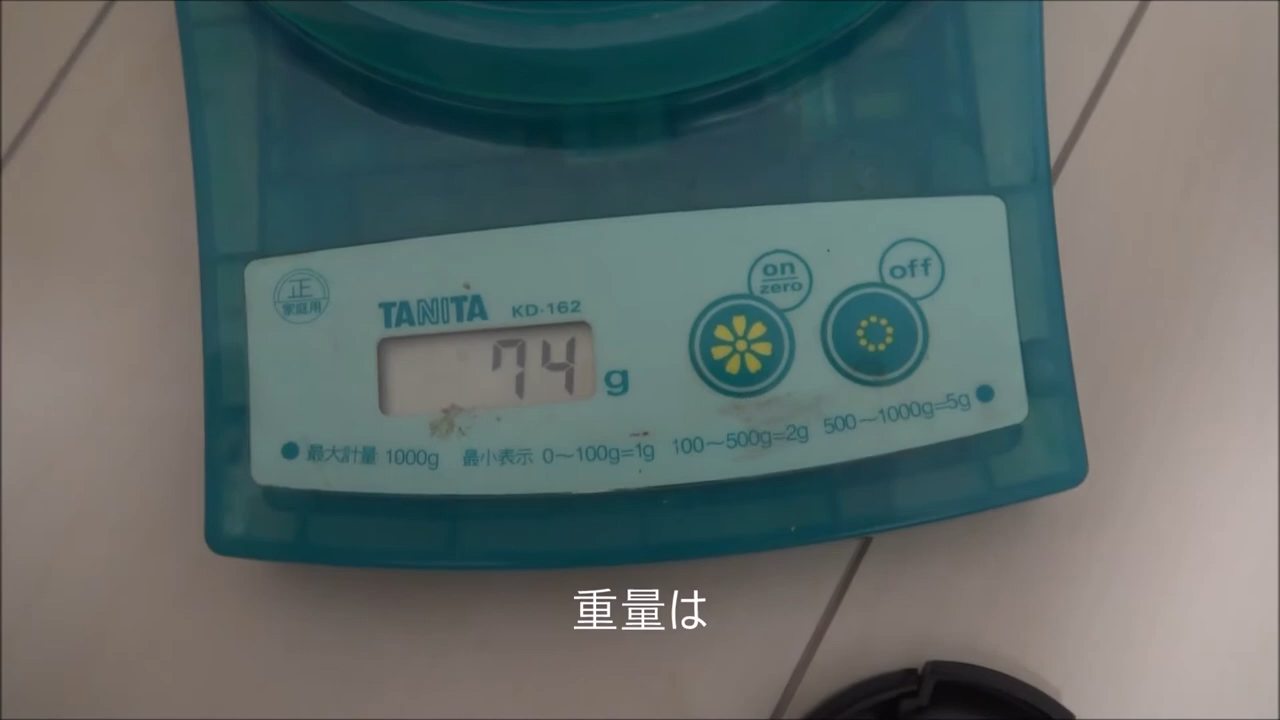 正
家庭用
TANITA KD-162
74 g
on
zero
off
●最大計量 1000g 最小表示 0～100g=1g 100～500g=2g 500～1000g=5g●
重量は